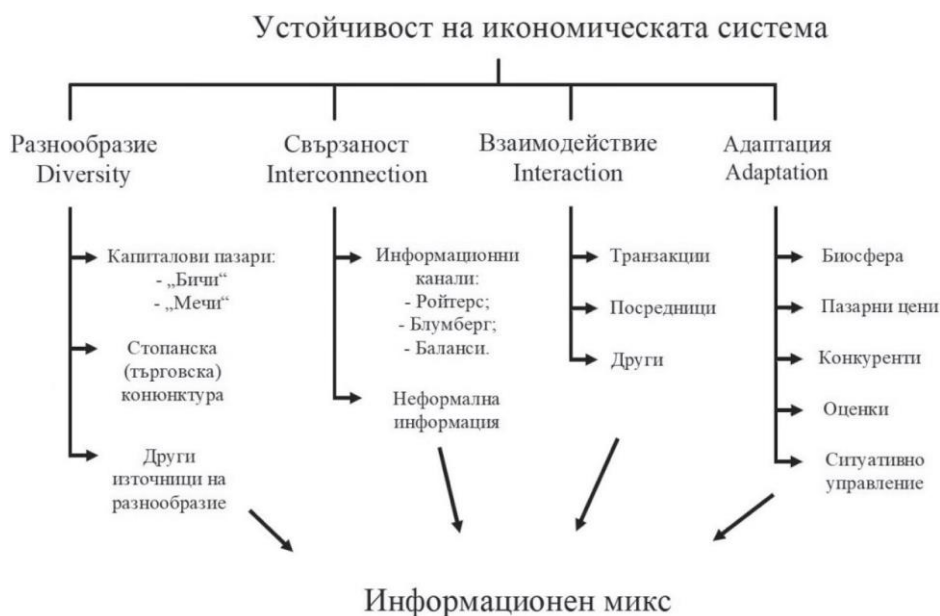 Устойчивост на икономическата система
Разнообразие
Diversity
Капиталови пазари:
- „Бичи“
- „Мечи“
Стопанска
(търговска)
конюнктура
Други
източници на
разнообразие
Свързаност
Interconnection
Информационни
канали:
- Ройтерс;
- Блумберг;
- Баланси.
Неформална
информация
Взаимодействие
Interaction
Транзакции
Посредници
Други
Адаптация
Adaptation
Биосфера
Пазарни цени
Конкуренти
Оценки
Ситуативно
управление
Информационен микс